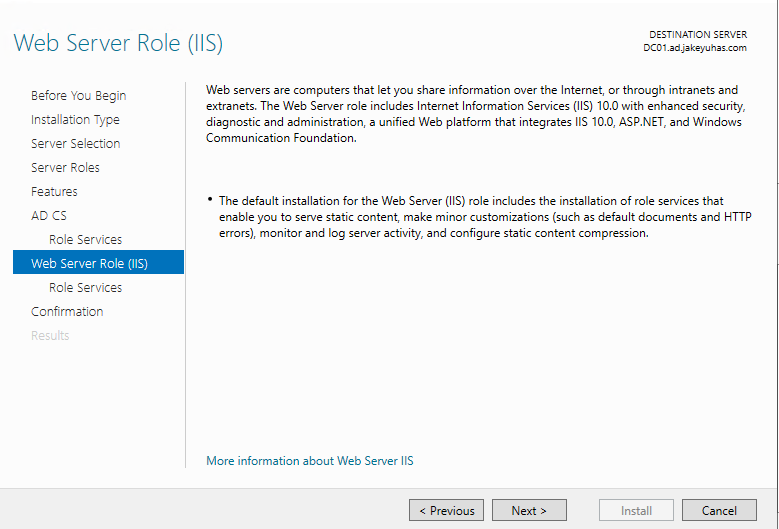 Web Server Role (IIS)
DESTINATION SERVER
DC01.ad.jakeyuhas.com
Before You Begin
Installation Type
Server Selection
Server Roles
Features
AD CS
Role Services
Web Server Role (IIS)
Role Services
Confirmation
Results
Web servers are computers that let you share information over the Internet, or through intranets and
extranets. The Web Server role includes Internet Information Services (IIS) 10.0 with enhanced security,
diagnostic and administration, a unified Web platform that integrates IIS 10.0, ASP.NET, and Windows
Communication Foundation.
• The default installation for the Web Server (IIS) role includes the installation of role services that
enable you to serve static content, make minor customizations (such as default documents and HTTP
errors), monitor and log server activity, and configure static content compression.
More information about Web Server IIS
< Previous
Next >
Install
Cancel